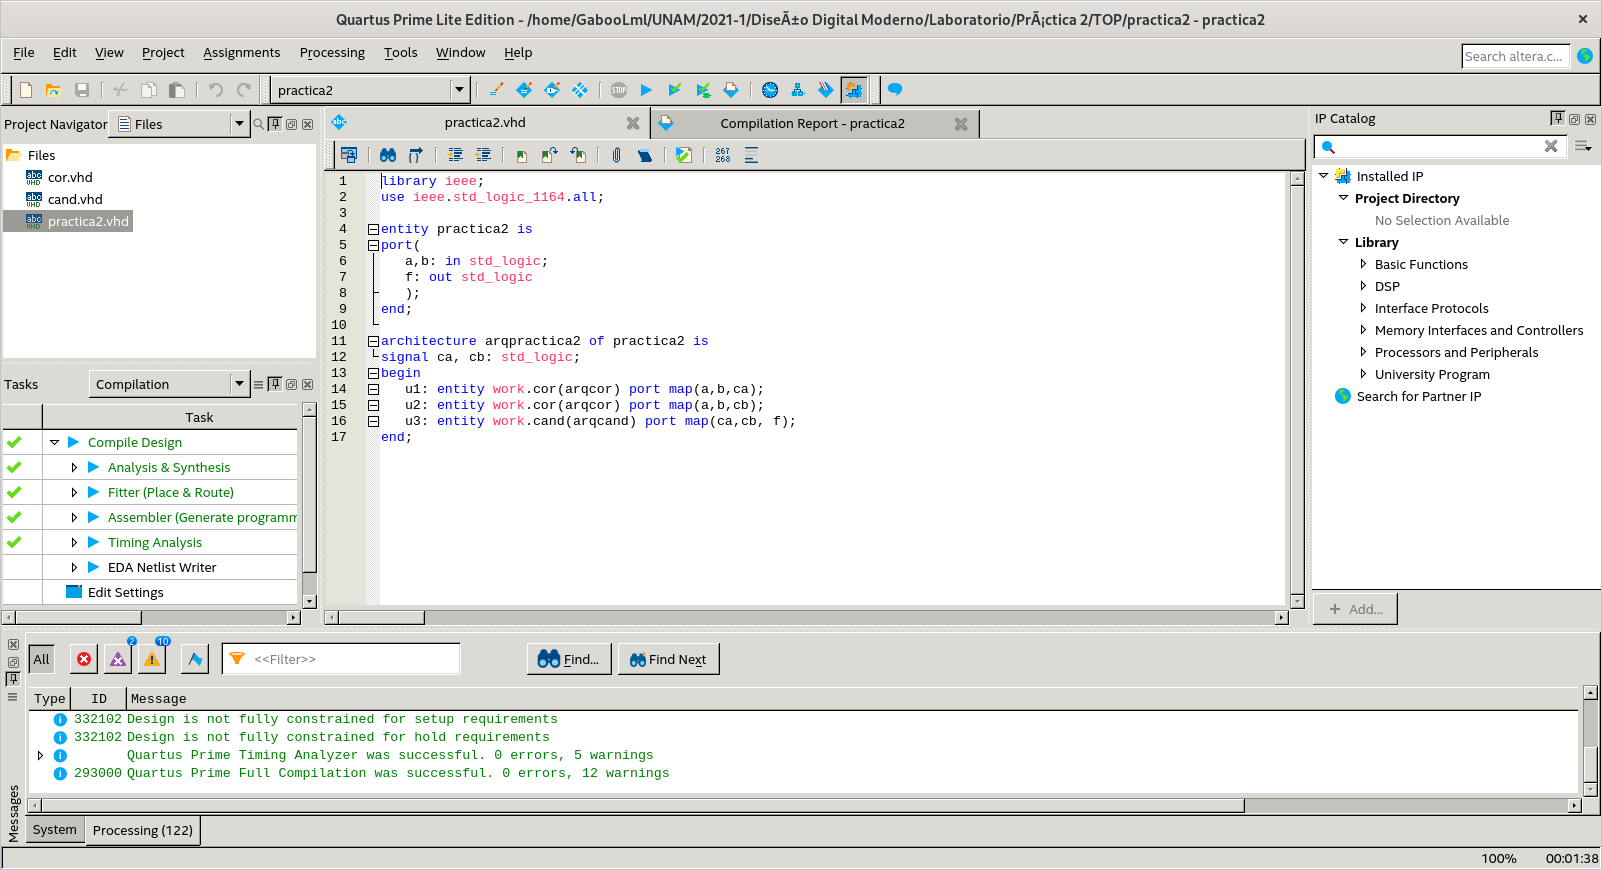 Quartus Prime Lite Edition - /home/GabooLml/UNAM/2021-1/DiseÃ±o Digital Moderno/Laboratorio/PrÃ¡ctica 2/TOP/practica2 - practica2
File Edit View Project Assignments Processing Tools Window Help
Search altera.c...
practica2
STOP
Project Navigator Files
Files
cor.vhd
cand.vhd
practica2.vhd
Tasks Compilation
Task
Compile Design
Analysis & Synthesis
Fitter (Place & Route)
Assembler (Generate programm
Timing Analysis
EDA Netlist Writer
Edit Settings
practica2.vhd
Compilation Report - practica2
267
268
1 library ieee;
2 use ieee.std_logic_1164.all;
3
4 entity practica2 is
5 port(
6 a,b: in std_logic;
7 f: out std_logic
8 );
9 end;
10
11 architecture arqpractica2 of practica2 is
12 signal ca, cb: std_logic;
13 begin
14 u1: entity work.cor(arqcor) port map(a,b,ca);
15 u2: entity work.cor(arqcor) port map(a,b,cb);
16 u3: entity work.cand(arqcand) port map(ca,cb, f);
17 end;
IP Catalog
Installed IP
Project Directory
No Selection Available
Library
Basic Functions
DSP
Interface Protocols
Memory Interfaces and Controllers
Processors and Peripherals
University Program
Search for Partner IP
+ Add...
All 2 10 <<Filter>> Find... Find Next
Type ID Message
332102 Design is not fully constrained for setup requirements
332102 Design is not fully constrained for hold requirements
Quartus Prime Timing Analyzer was successful. 0 errors, 5 warnings
293000 Quartus Prime Full Compilation was successful. 0 errors, 12 warnings
Messages
System Processing (122)
100% 00:01:38